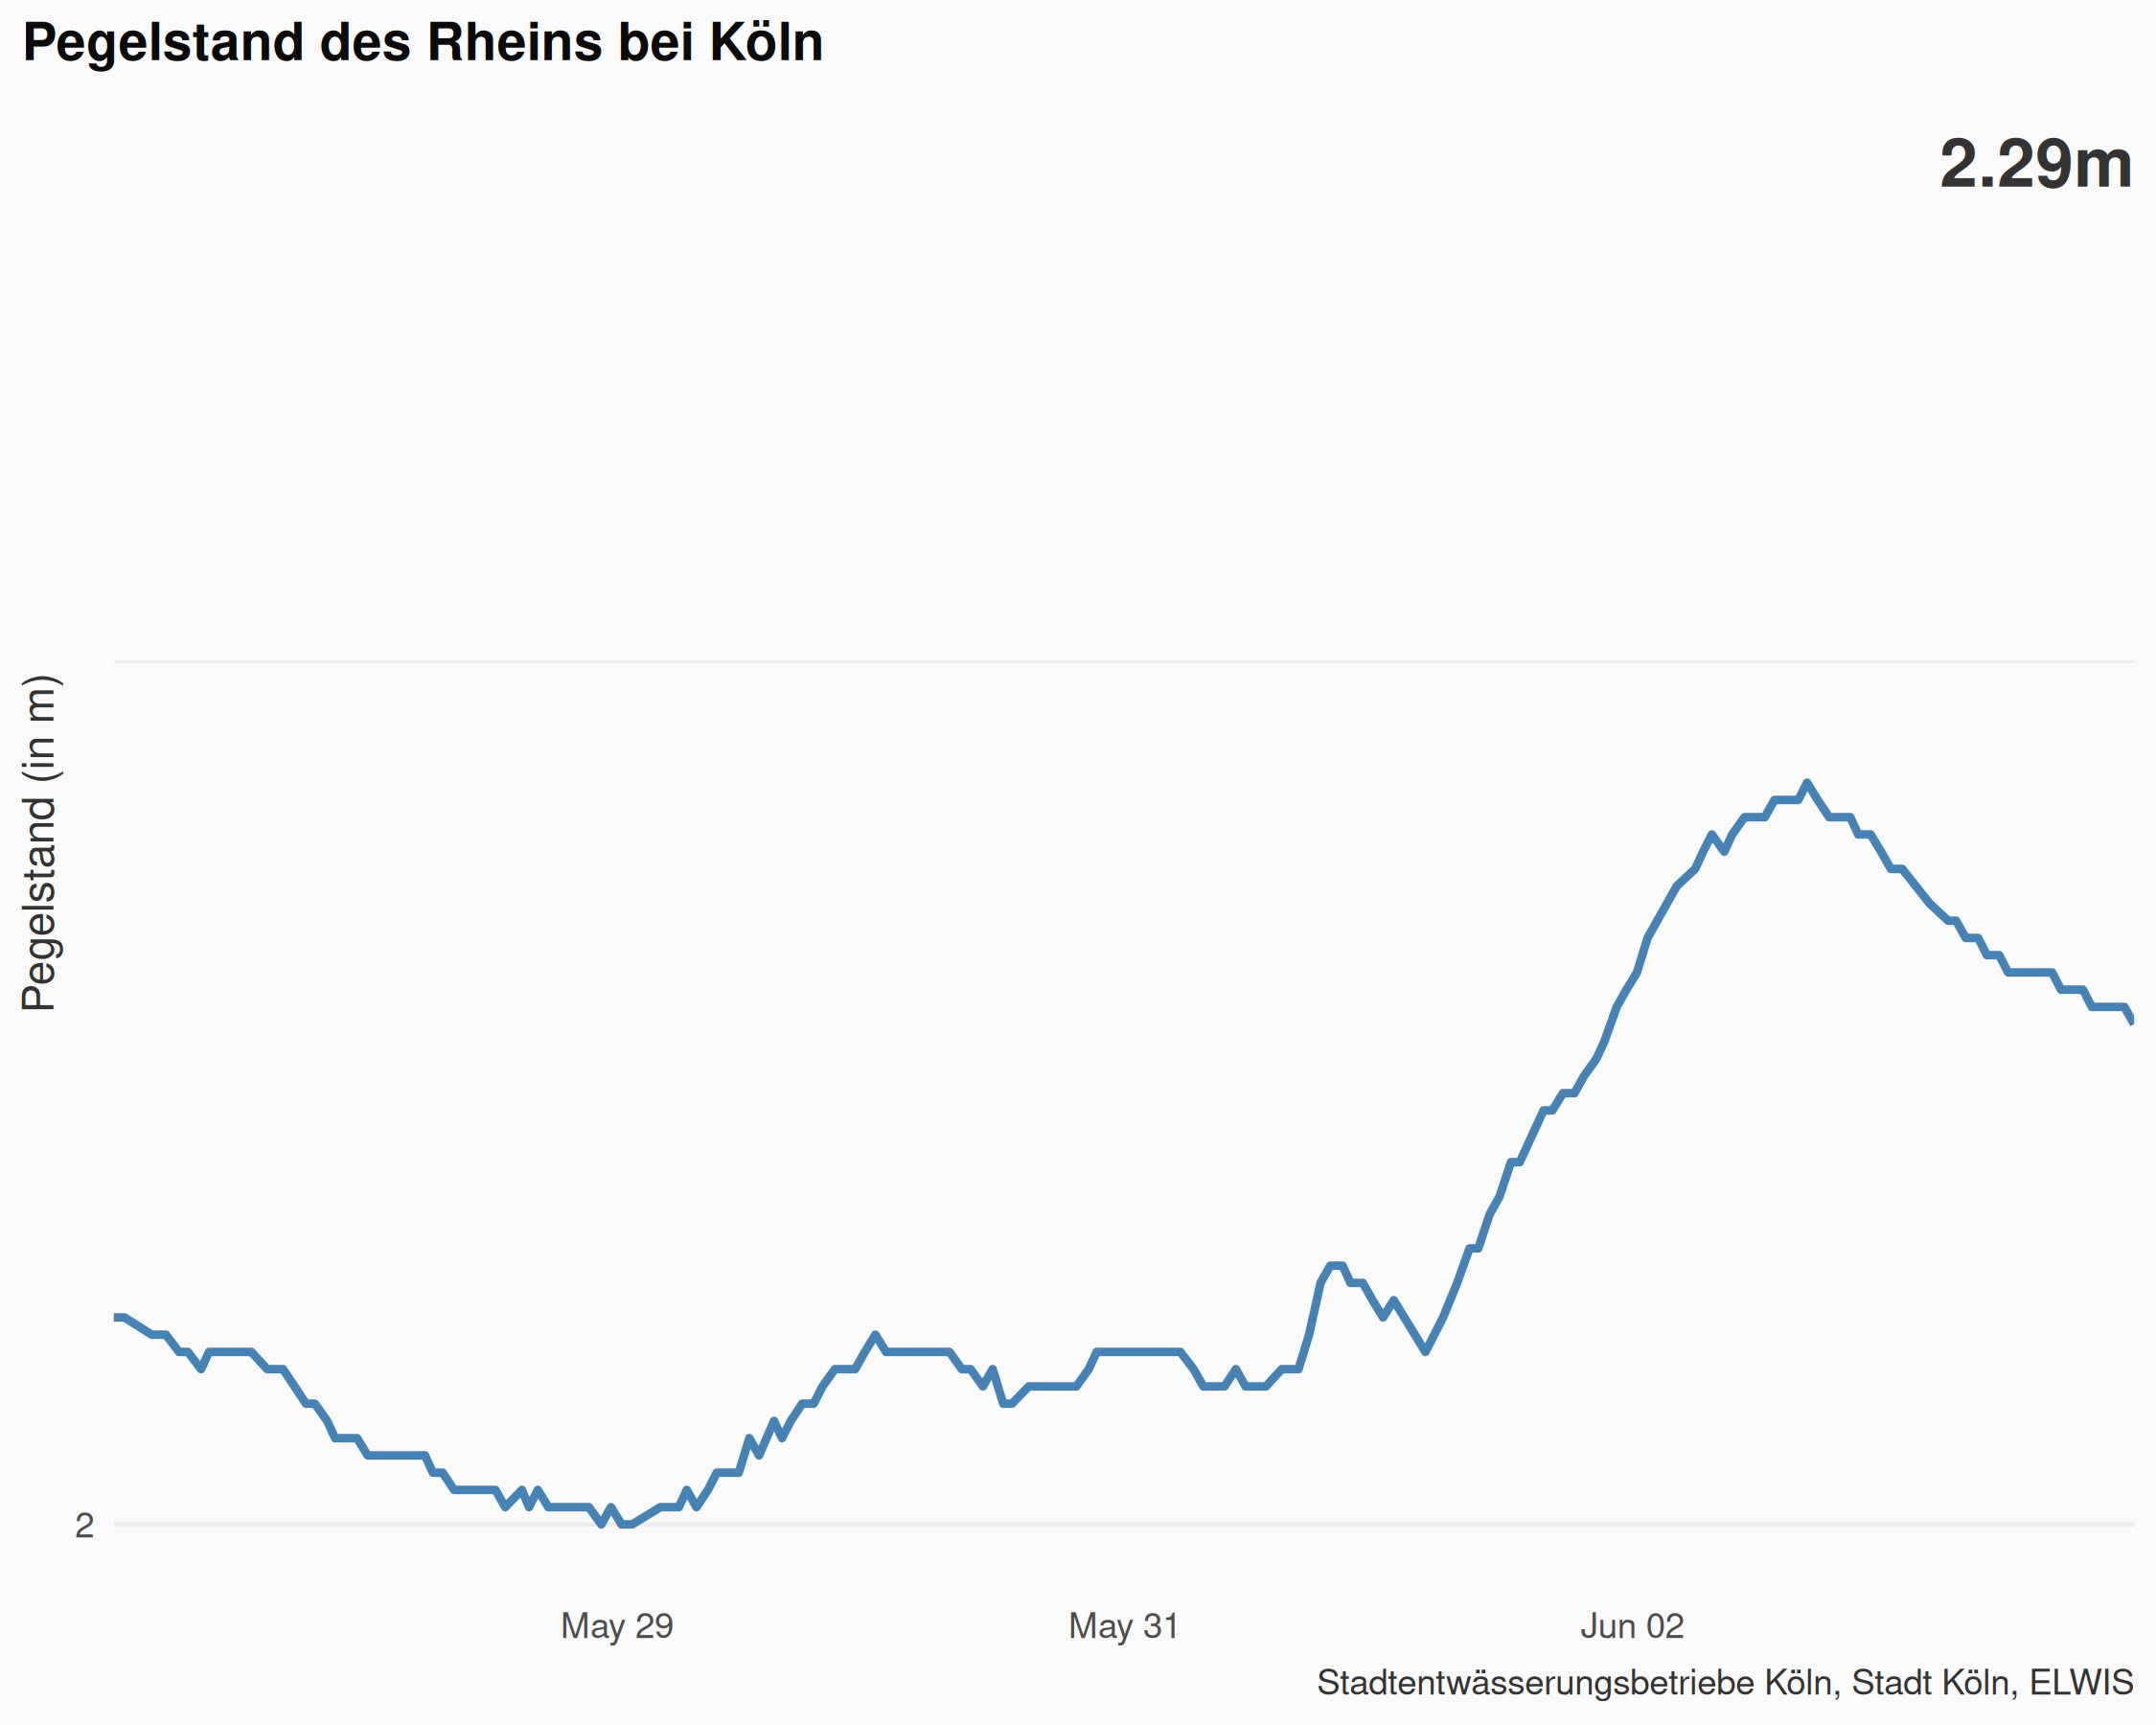 Pegelstand des Rheins bei Köln
2.29m
Pegelstand (in m)
2
May 29
May 31
Jun 02
Stadtentwässerungsbetriebe Köln, Stadt Köln, ELWIS